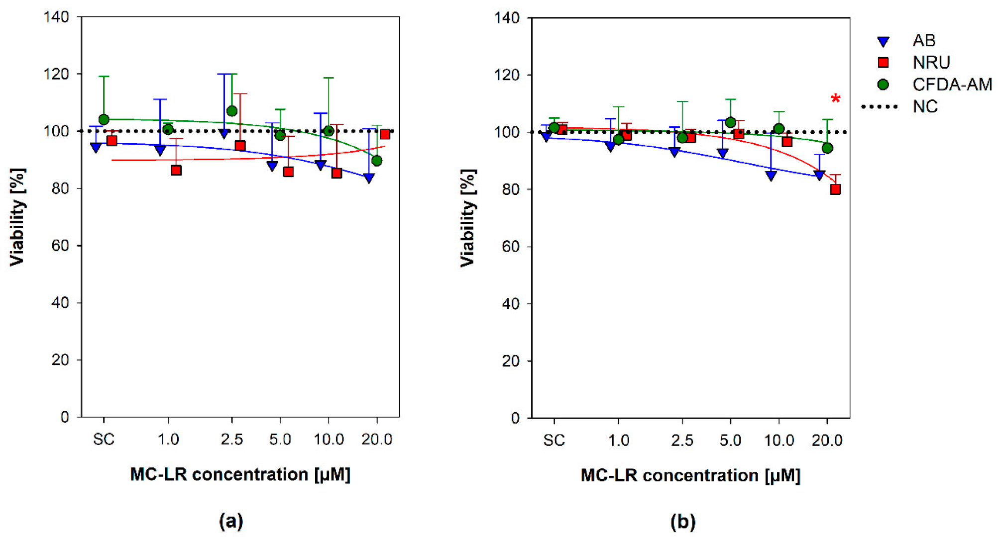 140
120
100
80
60
40
20
0
Viability [%]
SC 1.0 2.5 5.0 10.0 20.0
MC-LR concentration [µM]
(a)
140
120
100
80
60
40
20
0
Viability [%]
*
SC 1.0 2.5 5.0 10.0 20.0
MC-LR concentration [µM]
(b)
AB
NRU
CFDA-AM
NC